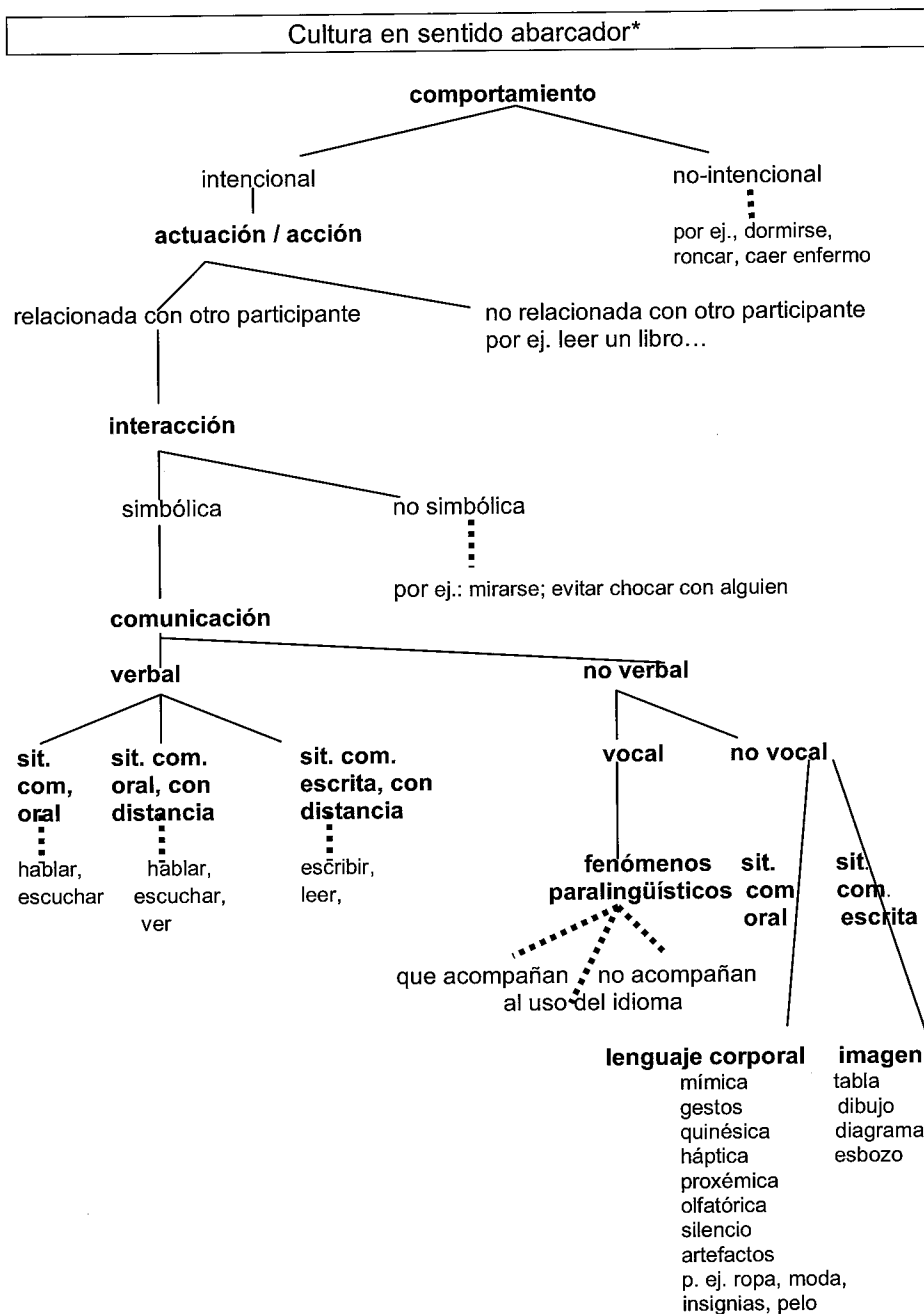 Cultura en sentido abarcador*
comportamiento
intencional
no-intencional
actuación / acción
por ej., dormirse,
roncar, caer enfermo
relacionada con otro participante
no relacionada con otro participante
por ej. leer un libro…
interacción
simbólica
no simbólica
por ej.: mirarse; evitar chocar con alguien
comunicación
verbal
no verbal
sit.
com,
oral
sit. com.
oral, con
distancia
sit. com.
escrita, con
distancia
vocal
no vocal
hablar,
escuchar
hablar,
escuchar,
ver
escribir,
leer,
fenómenos
paralingüísticos
sit.
com
oral
sit.
com.
escrita
que acompañan
no acompañan
al uso del idioma
lenguaje corporal
mímica
gestos
quinésica
háptica
proxémica
olfatórica
silencio
artefactos
p. ej. ropa, moda,
insignias, pelo
imagen
tabla
dibujo
diagrama
esbozo